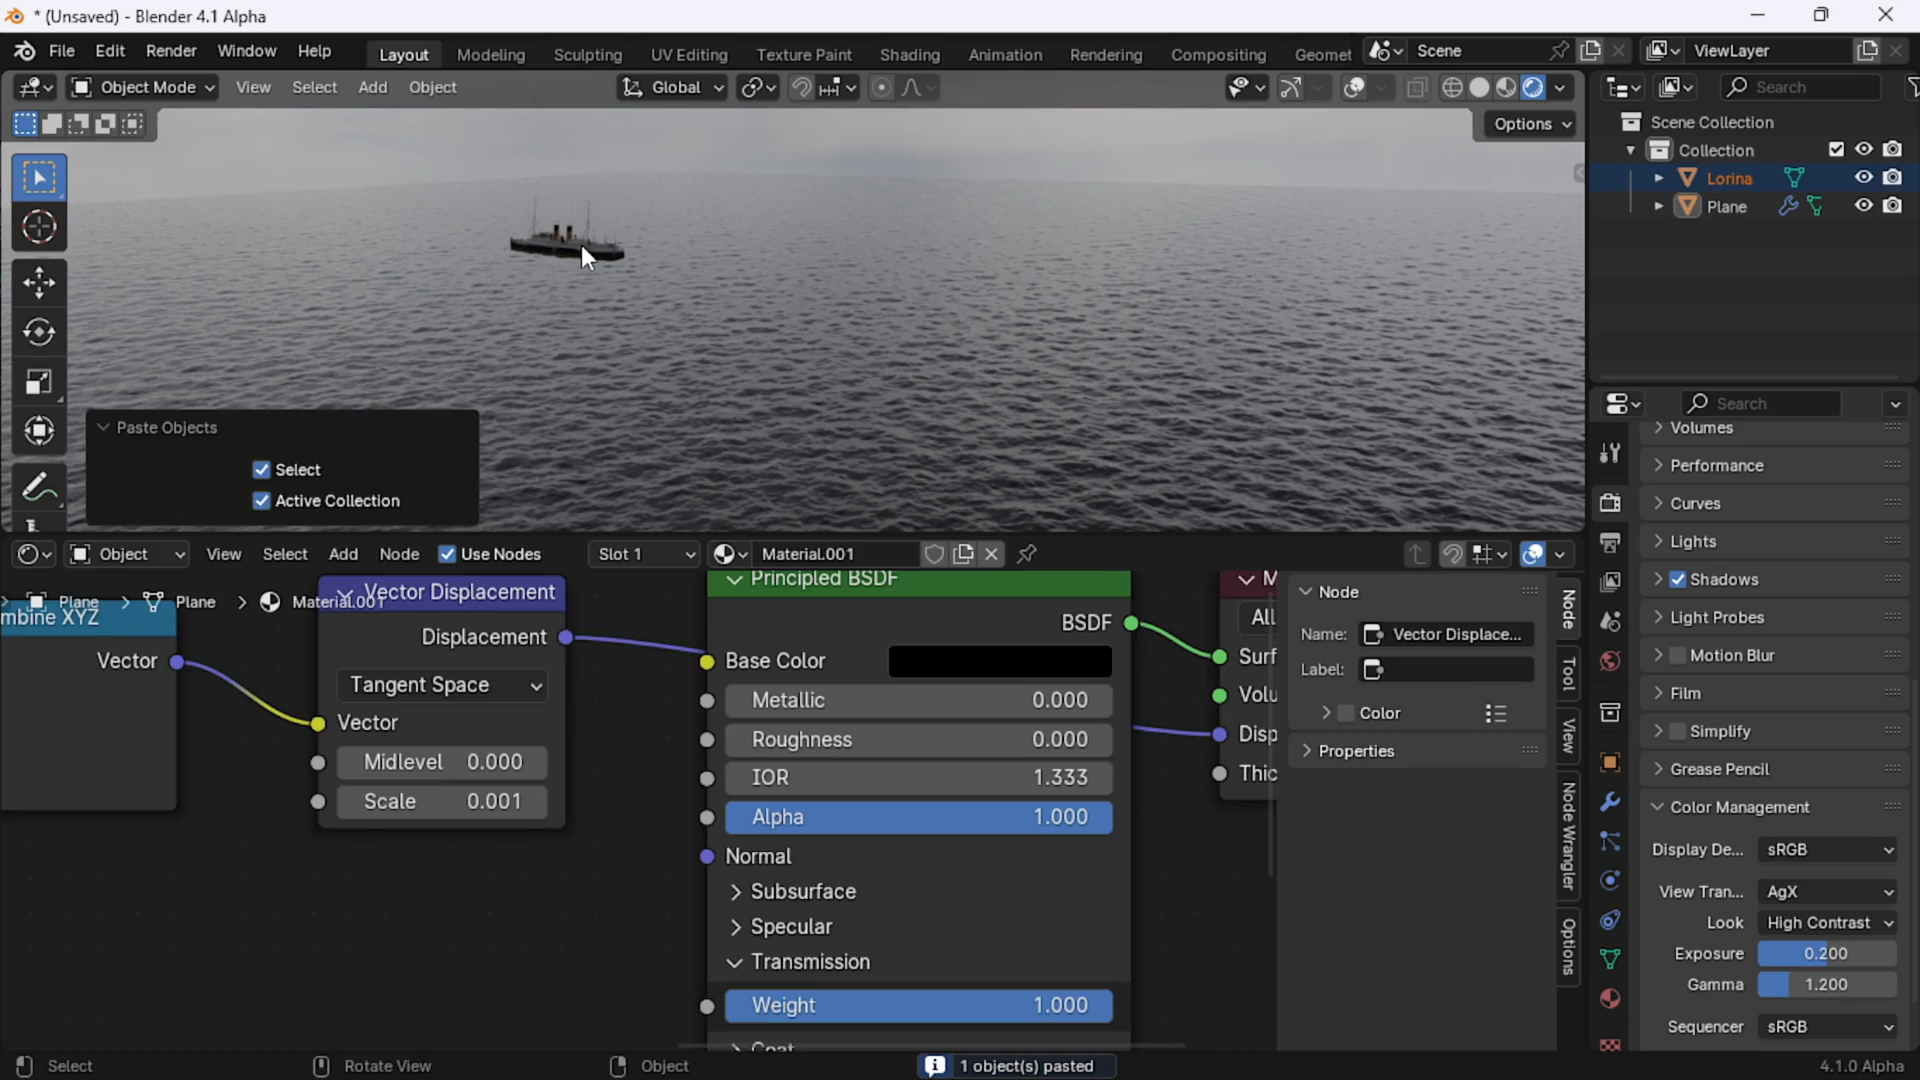 * (Unsaved) - Blender 4.1 Alpha
File Edit Render Window Help Layout Modeling Sculpting UV Editing Texture Paint Shading Animation Rendering Compositing Geomet Scene ViewLayer
Object Mode View Select Add Object Global Search
Options
Scene Collection
Collection
Lorina
Plane
Paste Objects
Select
Active Collection
Search
Volumes
Performance
Curves
Lights
Shadows
Light Probes
Motion Blur
Film
Simplify
Grease Pencil
Color Management
Display De... sRGB
View Tran... AgX
Look High Contrast
Exposure 0.200
Gamma 1.200
Sequencer sRGB
Object View Select Add Node Use Nodes Slot 1 Material.001
Plane Plane Material.001
mbine XYZ
Vector
Vector Displacement
Displacement
Tangent Space
Vector
Midlevel 0.000
Scale 0.001
Principled BSDF
BSDF
Base Color
Metallic 0.000
Roughness 0.000
IOR 1.333
Alpha 1.000
Normal
Subsurface
Specular
Transmission
Weight 1.000
Coat
M
All
Surf
Volu
Disp
Thic
Node
Name: Vector Displace...
Label:
Color
Properties
Node
Tool
View
Node Wrangler
Options
Select Rotate View Object 1 object(s) pasted 4.1.0 Alpha